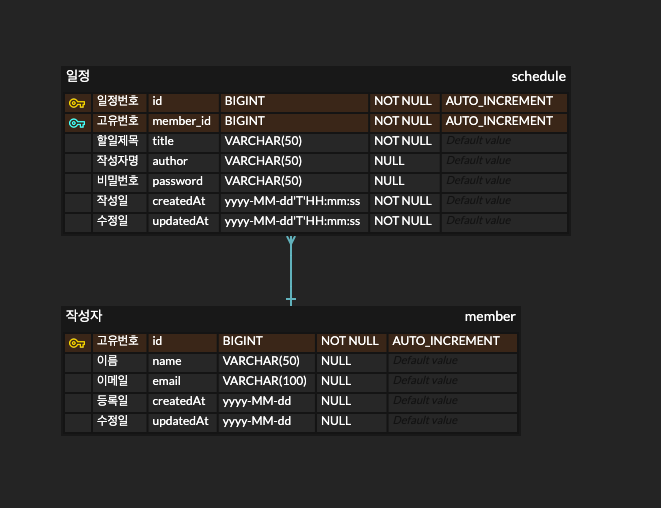 일정 schedule
일정번호 id BIGINT NOT NULL AUTO_INCREMENT
고유번호 member_id BIGINT NOT NULL AUTO_INCREMENT
할일제목 title VARCHAR(50) NOT NULL Default value
작성자명 author VARCHAR(50) NULL Default value
비밀번호 password VARCHAR(50) NULL Default value
작성일 createdAt yyyy-MM-dd'T'HH:mm:ss NOT NULL Default value
수정일 updatedAt yyyy-MM-dd'T'HH:mm:ss NOT NULL Default value
작성자 member
고유번호 id BIGINT NOT NULL AUTO_INCREMENT
이름 name VARCHAR(50) NULL Default value
이메일 email VARCHAR(100) NULL Default value
등록일 createdAt yyyy-MM-dd NULL Default value
수정일 updatedAt yyyy-MM-dd NULL Default value